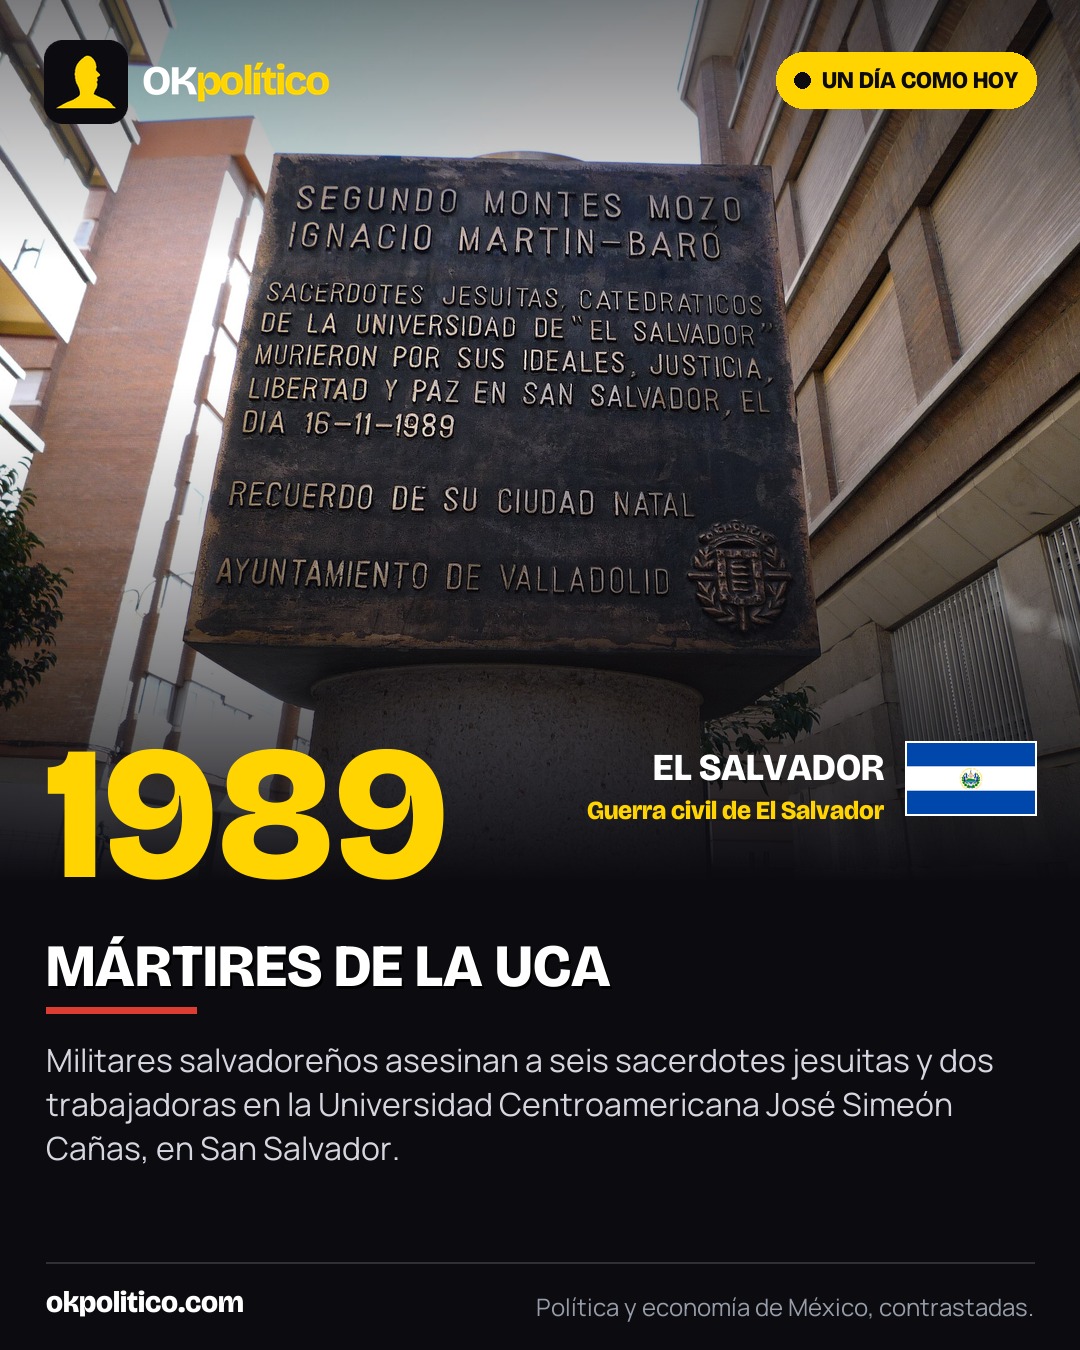 OKpolítico
UN DÍA COMO HOY
SEGUNDO MONTES MOZO
IGNACIO MARTIN-BARÓ
SACERDOTES JESUITAS, CATEDRATICOS
DE LA UNIVERSIDAD DE "EL SALVADOR"
MURIERON POR SUS IDEALES, JUSTICIA,
LIBERTAD Y PAZ EN SAN SALVADOR, EL
DIA 16-11-1989
RECUERDO DE SU CIUDAD NATAL
AYUNTAMIENTO DE VALLADOLID
1989
EL SALVADOR
Guerra civil de El Salvador
MÁRTIRES DE LA UCA
Militares salvadoreños asesinan a seis sacerdotes jesuitas y dos
trabajadoras en la Universidad Centroamericana José Simeón
Cañas, en San Salvador.
okpolitico.com
Política y economía de México, contrastadas.